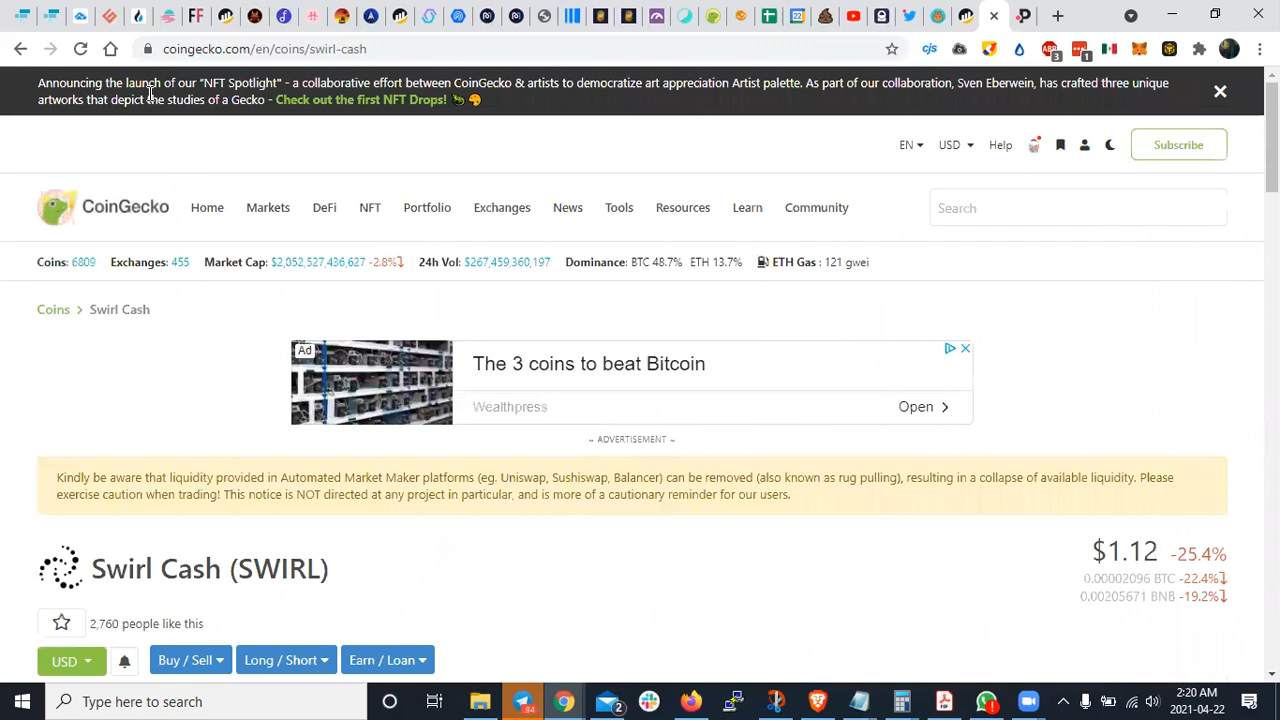 coingecko.com/en/coins/swirl-cash
cjs
3
1
Announcing the launch of our "NFT Spotlight" - a collaborative effort between CoinGecko & artists to democratize art appreciation Artist palette. As part of our collaboration, Sven Eberwein, has crafted three unique
artworks that depict the studies of a Gecko - Check out the first NFT Drops!
EN USD Help Subscribe
CoinGecko Home Markets DeFi NFT Portfolio Exchanges News Tools Resources Learn Community Search
Coins: 6809 Exchanges: 455 Market Cap: $2,052,527,436,627 -2.8% 24h Vol: $267,459,360,197 Dominance: BTC 48.7% ETH 13.7% ETH Gas : 121 gwei
Coins > Swirl Cash
Ad
The 3 coins to beat Bitcoin
Wealthpress Open
~ ADVERTISEMENT ~
Kindly be aware that liquidity provided in Automated Market Maker platforms (eg. Uniswap, Sushiswap, Balancer) can be removed (also known as rug pulling), resulting in a collapse of available liquidity. Please
exercise caution when trading! This notice is NOT directed at any project in particular, and is more of a cautionary reminder for our users.
Swirl Cash (SWIRL)
$1.12 -25.4%
0.00002096 BTC -22.4%
0.00205671 BNB -19.2%
2,760 people like this
USD Buy / Sell Long / Short Earn / Loan
Type here to search
94
2
2:20 AM
2021-04-22